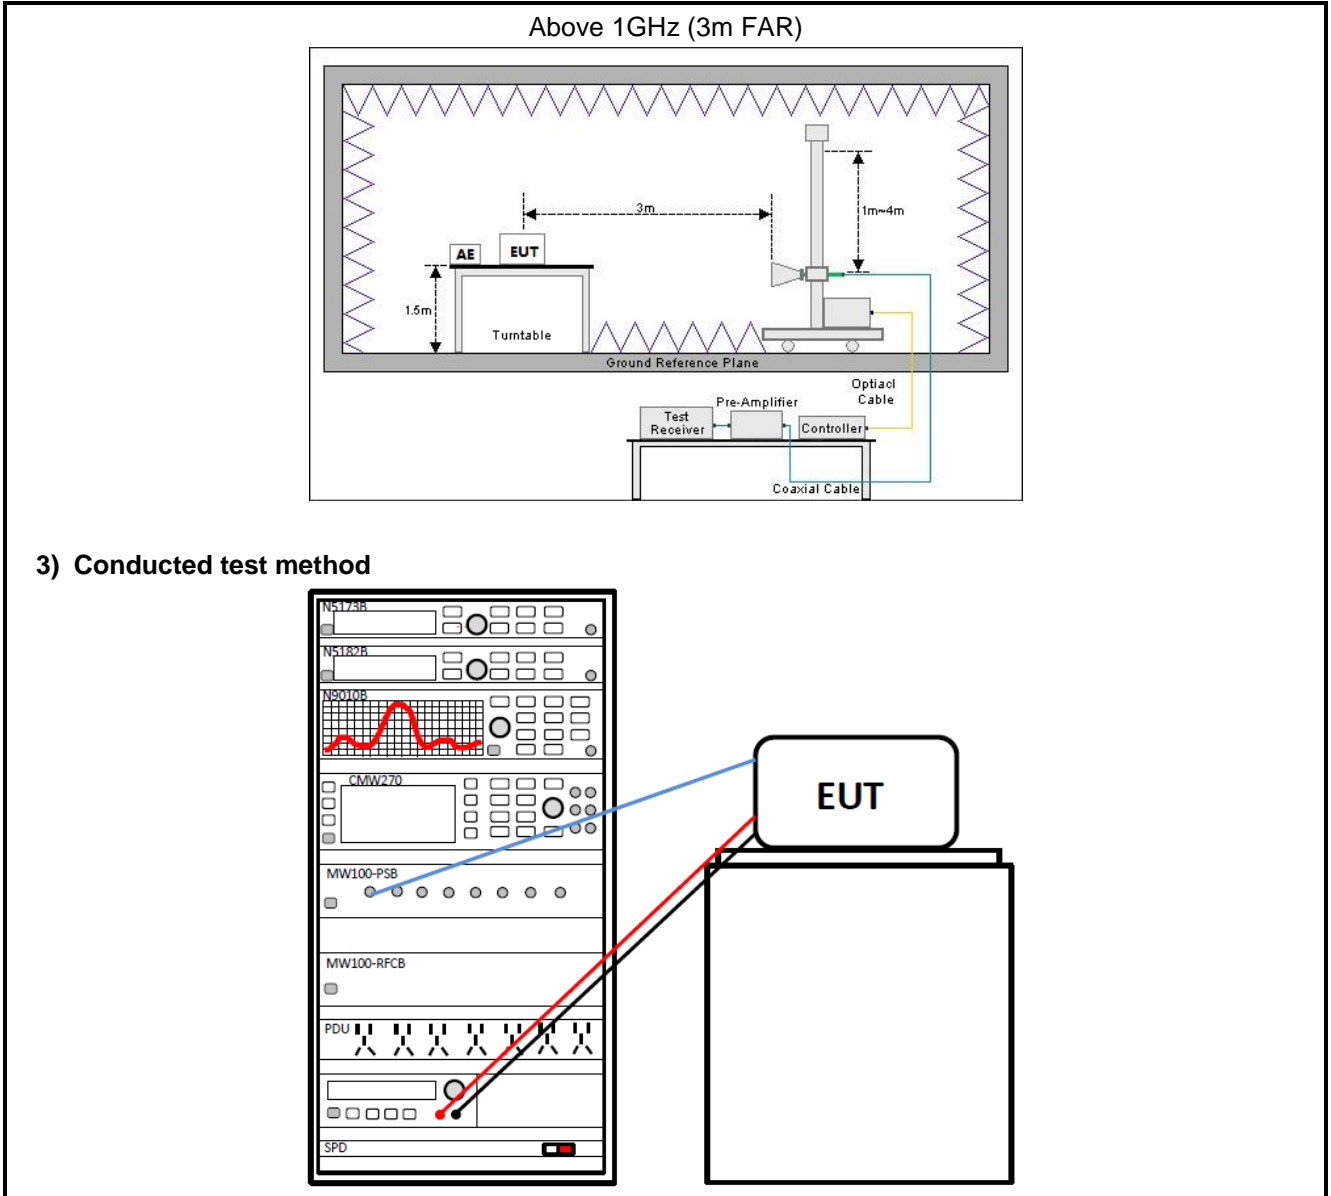 Above 1GHz (3m FAR)
3m
1m~4m
AE
EUT
1.5m
Turntable
Ground Reference Plane
Optiacl
Cable
Pre-Amplifier
Test
Receiver
Controller
Coaxial Cable
3) Conducted test method
N5173B
N5182B
N9010B
CMW270
EUT
MW100-PSB
MW100-RFCB
PDU
SPD